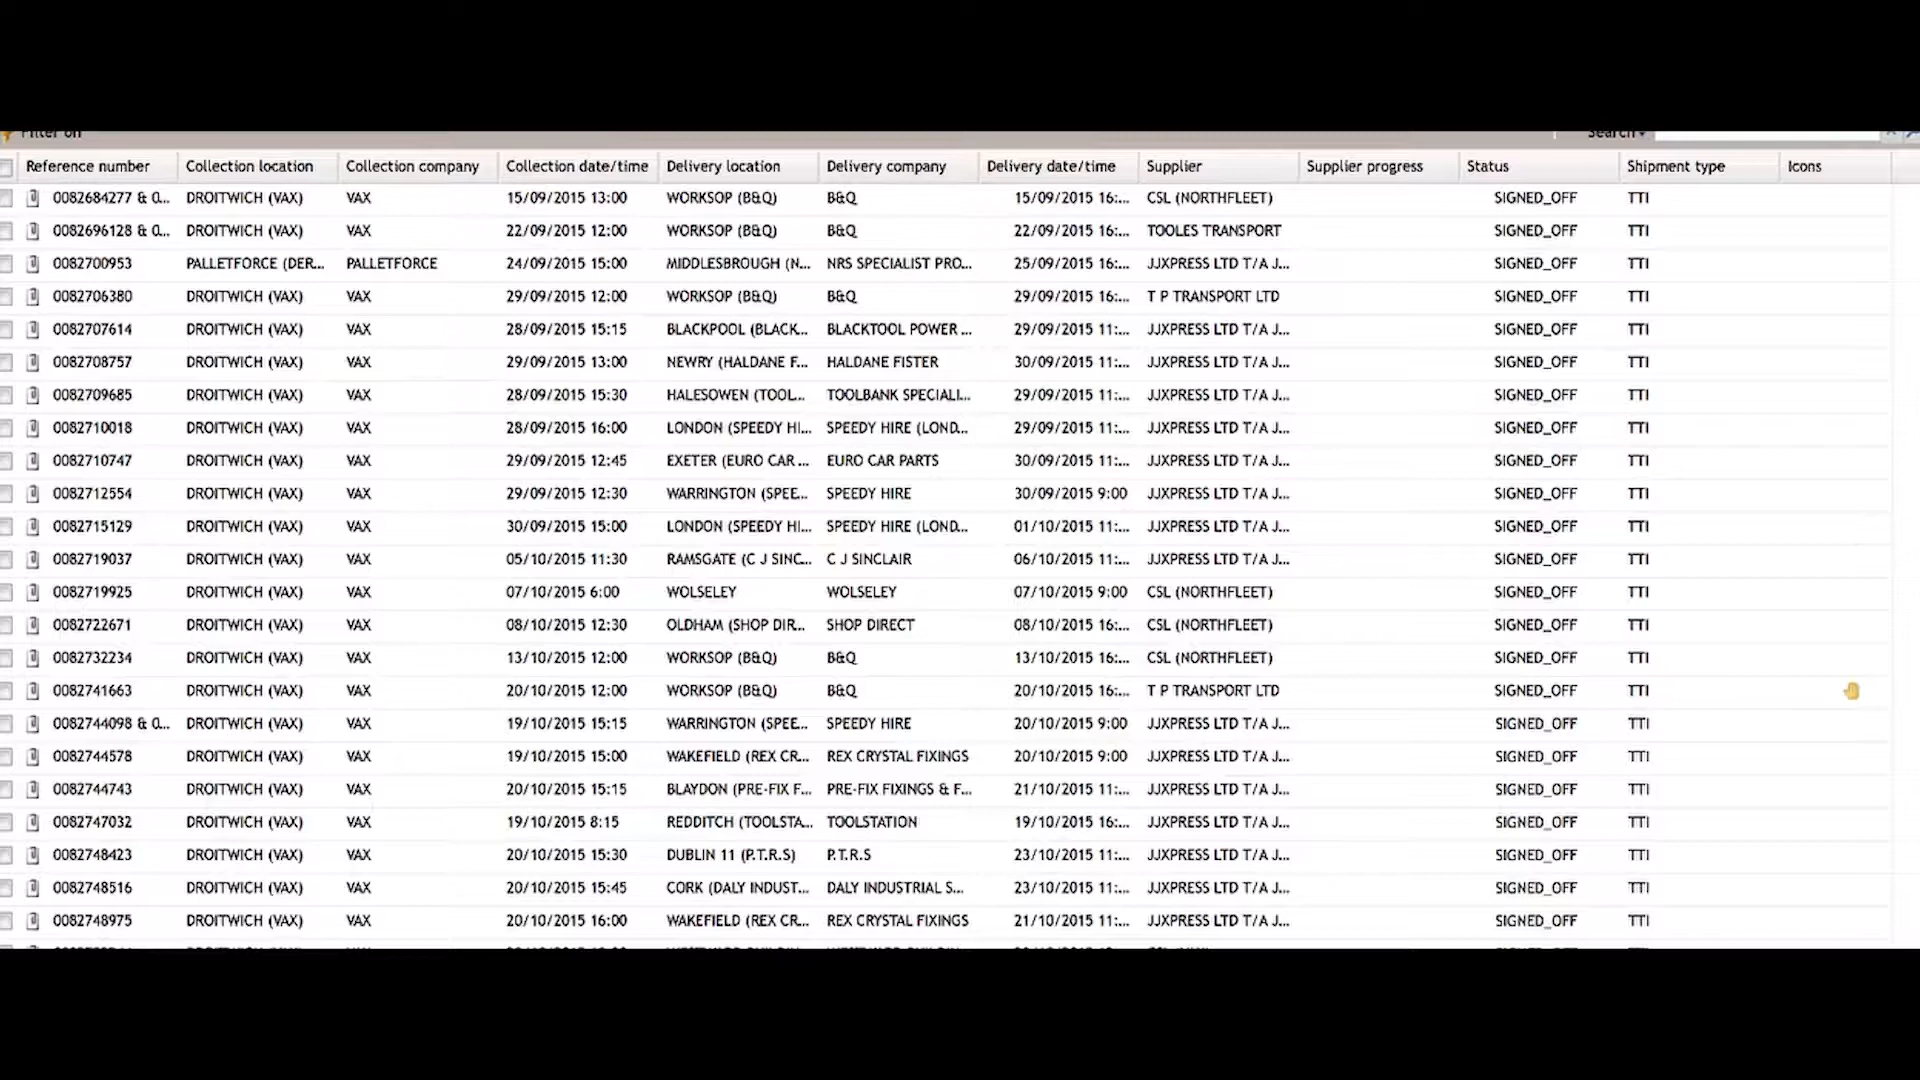 Filter on Search
Reference number Collection location Collection company Collection date/time Delivery location Delivery company Delivery date/time Supplier Supplier progress Status Shipment type Icons
0082684277 & 0... DROITWICH (VAX) VAX 15/09/2015 13:00 WORKSOP (B&Q) B&Q 15/09/2015 16:... CSL (NORTHFLEET) SIGNED_OFF TTI
0082696128 & 0... DROITWICH (VAX) VAX 22/09/2015 12:00 WORKSOP (B&Q) B&Q 22/09/2015 16:... TOOLES TRANSPORT SIGNED_OFF TTI
0082700953 PALLETFORCE (DER... PALLETFORCE 24/09/2015 15:00 MIDDLESBROUGH (N... NRS SPECIALIST PRO... 25/09/2015 16:... JJXPRESS LTD T/A J... SIGNED_OFF TTI
0082706380 DROITWICH (VAX) VAX 29/09/2015 12:00 WORKSOP (B&Q) B&Q 29/09/2015 16:... T P TRANSPORT LTD SIGNED_OFF TTI
0082707614 DROITWICH (VAX) VAX 28/09/2015 15:15 BLACKPOOL (BLACK... BLACKTOOL POWER ... 29/09/2015 11:... JJXPRESS LTD T/A J... SIGNED_OFF TTI
0082708757 DROITWICH (VAX) VAX 29/09/2015 13:00 NEWRY (HALDANE F... HALDANE FISTER 30/09/2015 11:... JJXPRESS LTD T/A J... SIGNED_OFF TTI
0082709685 DROITWICH (VAX) VAX 28/09/2015 15:30 HALESOWEN (TOOL... TOOLBANK SPECIALI... 29/09/2015 11:... JJXPRESS LTD T/A J... SIGNED_OFF TTI
0082710018 DROITWICH (VAX) VAX 28/09/2015 16:00 LONDON (SPEEDY HI... SPEEDY HIRE (LOND... 29/09/2015 11:... JJXPRESS LTD T/A J... SIGNED_OFF TTI
0082710747 DROITWICH (VAX) VAX 29/09/2015 12:45 EXETER (EURO CAR ... EURO CAR PARTS 30/09/2015 11:... JJXPRESS LTD T/A J... SIGNED_OFF TTI
0082712554 DROITWICH (VAX) VAX 29/09/2015 12:30 WARRINGTON (SPEE... SPEEDY HIRE 30/09/2015 9:00 JJXPRESS LTD T/A J... SIGNED_OFF TTI
0082715129 DROITWICH (VAX) VAX 30/09/2015 15:00 LONDON (SPEEDY HI... SPEEDY HIRE (LOND... 01/10/2015 11:... JJXPRESS LTD T/A J... SIGNED_OFF TTI
0082719037 DROITWICH (VAX) VAX 05/10/2015 11:30 RAMSGATE (C J SINC... C J SINCLAIR 06/10/2015 11:... JJXPRESS LTD T/A J... SIGNED_OFF TTI
0082719925 DROITWICH (VAX) VAX 07/10/2015 6:00 WOLSELEY WOLSELEY 07/10/2015 9:00 CSL (NORTHFLEET) SIGNED_OFF TTI
0082722671 DROITWICH (VAX) VAX 08/10/2015 12:30 OLDHAM (SHOP DIR... SHOP DIRECT 08/10/2015 16:... CSL (NORTHFLEET) SIGNED_OFF TTI
0082732234 DROITWICH (VAX) VAX 13/10/2015 12:00 WORKSOP (B&Q) B&Q 13/10/2015 16:... CSL (NORTHFLEET) SIGNED_OFF TTI
0082741663 DROITWICH (VAX) VAX 20/10/2015 12:00 WORKSOP (B&Q) B&Q 20/10/2015 16:... T P TRANSPORT LTD SIGNED_OFF TTI
0082744098 & 0... DROITWICH (VAX) VAX 19/10/2015 15:15 WARRINGTON (SPEE... SPEEDY HIRE 20/10/2015 9:00 JJXPRESS LTD T/A J... SIGNED_OFF TTI
0082744578 DROITWICH (VAX) VAX 19/10/2015 15:00 WAKEFIELD (REX CR... REX CRYSTAL FIXINGS 20/10/2015 9:00 JJXPRESS LTD T/A J... SIGNED_OFF TTI
0082744743 DROITWICH (VAX) VAX 20/10/2015 15:15 BLAYDON (PRE-FIX F... PRE-FIX FIXINGS & F... 21/10/2015 11:... JJXPRESS LTD T/A J... SIGNED_OFF TTI
0082747032 DROITWICH (VAX) VAX 19/10/2015 8:15 REDDITCH (TOOLSTA... TOOLSTATION 19/10/2015 16:... JJXPRESS LTD T/A J... SIGNED_OFF TTI
0082748423 DROITWICH (VAX) VAX 20/10/2015 15:30 DUBLIN 11 (P.T.R.S) P.T.R.S 23/10/2015 11:... JJXPRESS LTD T/A J... SIGNED_OFF TTI
0082748516 DROITWICH (VAX) VAX 20/10/2015 15:45 CORK (DALY INDUST... DALY INDUSTRIAL S... 23/10/2015 11:... JJXPRESS LTD T/A J... SIGNED_OFF TTI
0082748975 DROITWICH (VAX) VAX 20/10/2015 16:00 WAKEFIELD (REX CR... REX CRYSTAL FIXINGS 21/10/2015 11:... JJXPRESS LTD T/A J... SIGNED_OFF TTI